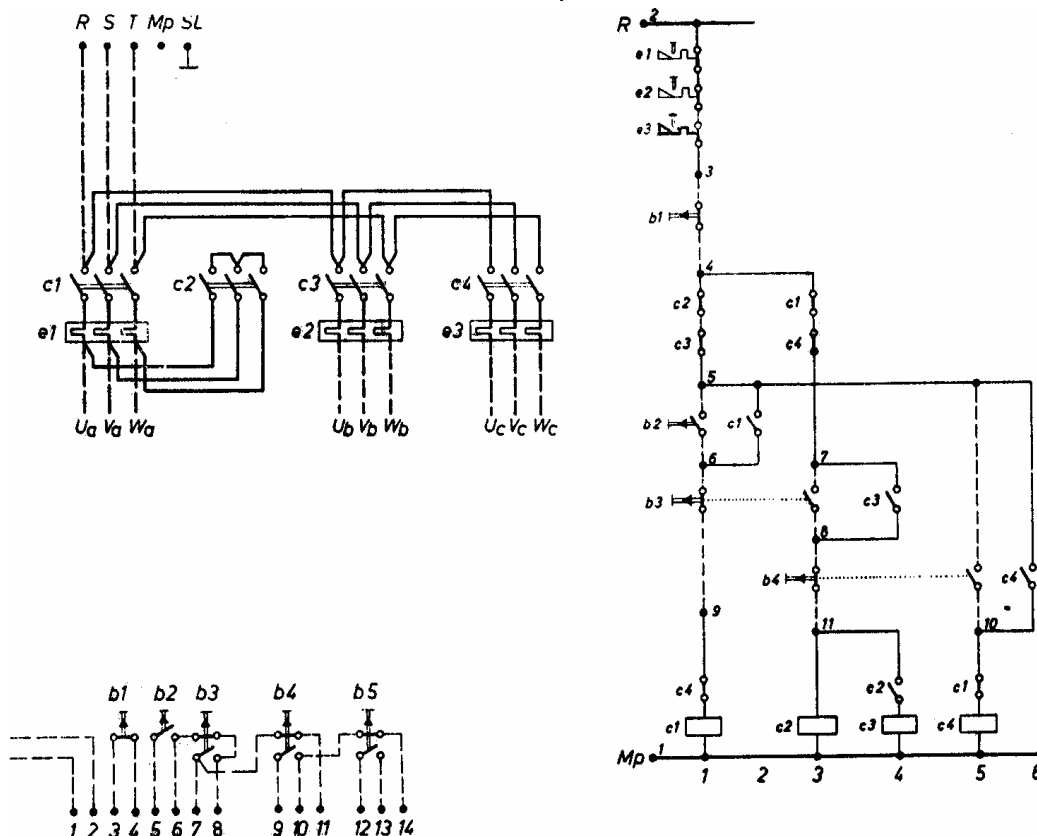 R S T Mp SL
c1 c2 c3 c4
e1 e2 e3
Ua Va Wa Ub Vb Wb Uc Vc Wc
b1 b2 b3 b4 b5
1 2 3 4 5 6 7 8 9 10 11 12 13 14
R 2
e1
e2
e3
3
b1
4
c2 c1
c3 c4
5
b2 c1
6 7
b3 c3
8
b4 c4
9 11 10
c4 c2 c1
c1 c2 c3 c4
Mp 1
1 2 3 4 5 6